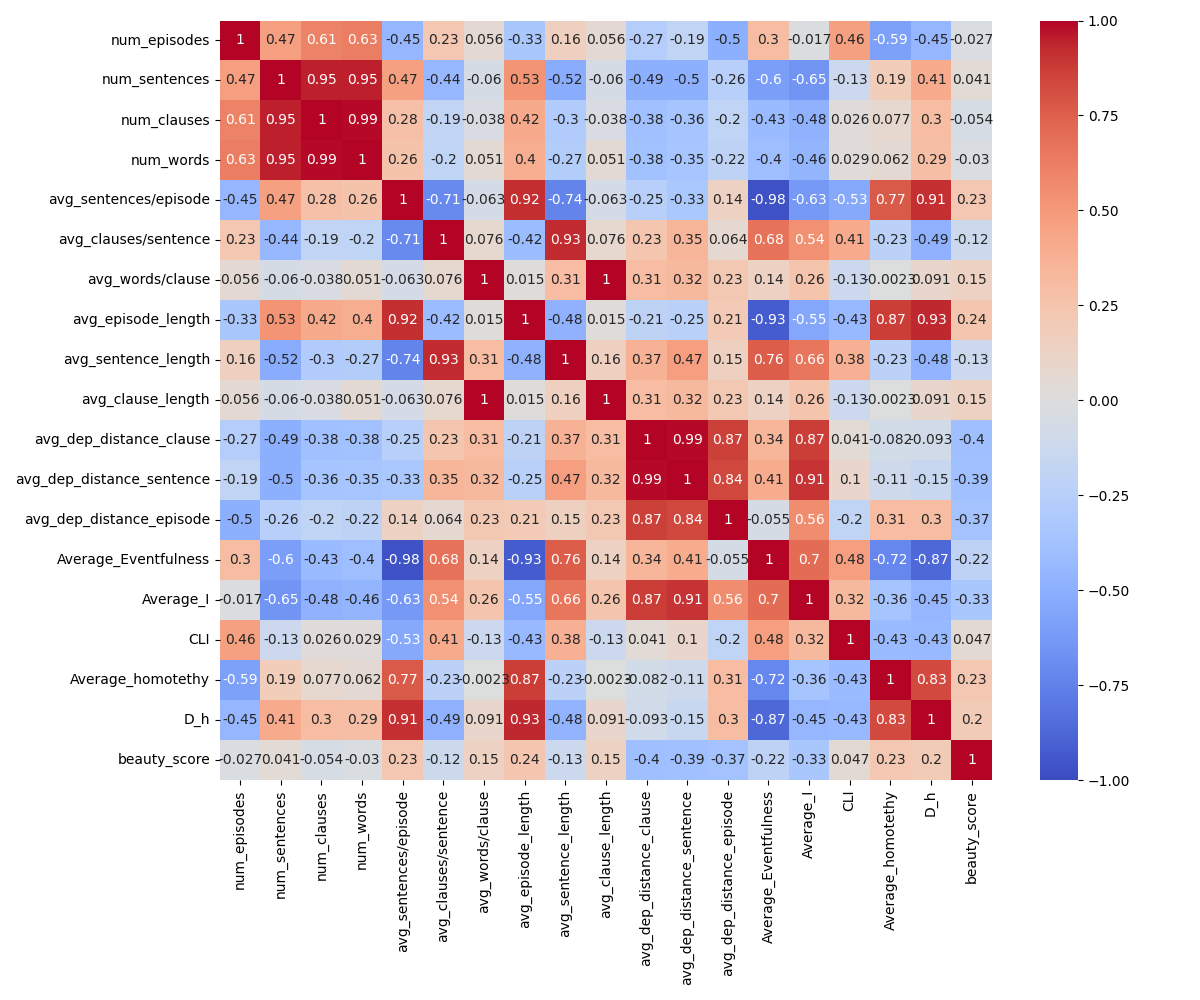 num_episodes 1 0.47 0.61 0.63 -0.45 0.23 0.056 -0.33 0.16 0.056 -0.27 -0.19 -0.5 0.3 -0.017 0.46 -0.59 -0.45 -0.027
num_sentences 0.47 1 0.95 0.95 0.47 -0.44 -0.06 0.53 -0.52 -0.06 -0.49 -0.5 -0.26 -0.6 -0.65 -0.13 0.19 0.41 0.041
num_clauses 0.61 0.95 1 0.99 0.28 -0.19 -0.038 0.42 -0.3 -0.038 -0.38 -0.36 -0.2 -0.43 -0.48 0.026 0.077 0.3 -0.054
num_words 0.63 0.95 0.99 1 0.26 -0.2 0.051 0.4 -0.27 0.051 -0.38 -0.35 -0.22 -0.4 -0.46 0.029 0.062 0.29 -0.03
avg_sentences/episode -0.45 0.47 0.28 0.26 1 -0.71 -0.063 0.92 -0.74 -0.063 -0.25 -0.33 0.14 -0.98 -0.63 -0.53 0.77 0.91 0.23
avg_clauses/sentence 0.23 -0.44 -0.19 -0.2 -0.71 1 0.076 -0.42 0.93 0.076 0.23 0.35 0.064 0.68 0.54 0.41 -0.23 -0.49 -0.12
avg_words/clause 0.056 -0.06 -0.038 0.051 -0.063 0.076 1 0.015 0.31 1 0.31 0.32 0.23 0.14 0.26 -0.13 -0.0023 0.091 0.15
avg_episode_length -0.33 0.53 0.42 0.4 0.92 -0.42 0.015 1 -0.48 0.015 -0.21 -0.25 0.21 -0.93 -0.55 -0.43 0.87 0.93 0.24
avg_sentence_length 0.16 -0.52 -0.3 -0.27 -0.74 0.93 0.31 -0.48 1 0.16 0.37 0.47 0.15 0.76 0.66 0.38 -0.23 -0.48 -0.13
avg_clause_length 0.056 -0.06 -0.038 0.051 -0.063 0.076 1 0.015 0.16 1 0.31 0.32 0.23 0.14 0.26 -0.13 -0.0023 0.091 0.15
avg_dep_distance_clause -0.27 -0.49 -0.38 -0.38 -0.25 0.23 0.31 -0.21 0.37 0.31 1 0.99 0.87 0.34 0.87 0.041 -0.082 -0.093 -0.4
avg_dep_distance_sentence -0.19 -0.5 -0.36 -0.35 -0.33 0.35 0.32 -0.25 0.47 0.32 0.99 1 0.84 0.41 0.91 0.1 -0.11 -0.15 -0.39
avg_dep_distance_episode -0.5 -0.26 -0.2 -0.22 0.14 0.064 0.23 0.21 0.15 0.23 0.87 0.84 1 -0.055 0.56 -0.2 0.31 0.3 -0.37
Average_Eventfulness 0.3 -0.6 -0.43 -0.4 -0.98 0.68 0.14 -0.93 0.76 0.14 0.34 0.41 -0.055 1 0.7 0.48 -0.72 -0.87 -0.22
Average_I -0.017 -0.65 -0.48 -0.46 -0.63 0.54 0.26 -0.55 0.66 0.26 0.87 0.91 0.56 0.7 1 0.32 -0.36 -0.45 -0.33
CLI 0.46 -0.13 0.026 0.029 -0.53 0.41 -0.13 -0.43 0.38 -0.13 0.041 0.1 -0.2 0.48 0.32 1 -0.43 -0.43 0.047
Average_homotethy -0.59 0.19 0.077 0.062 0.77 -0.23 -0.0023 0.87 -0.23 -0.0023 -0.082 -0.11 0.31 -0.72 -0.36 -0.43 1 0.83 0.23
D_h -0.45 0.41 0.3 0.29 0.91 -0.49 0.091 0.93 -0.48 0.091 -0.093 -0.15 0.3 -0.87 -0.45 -0.43 0.83 1 0.2
beauty_score -0.027 0.041 -0.054 -0.03 0.23 -0.12 0.15 0.24 -0.13 0.15 -0.4 -0.39 -0.37 -0.22 -0.33 0.047 0.23 0.2 1
num_episodes
num_sentences
num_clauses
num_words
avg_sentences/episode
avg_clauses/sentence
avg_words/clause
avg_episode_length
avg_sentence_length
avg_clause_length
avg_dep_distance_clause
avg_dep_distance_sentence
avg_dep_distance_episode
Average_Eventfulness
Average_I
CLI
Average_homotethy
D_h
beauty_score
1.00
0.75
0.50
0.25
0.00
−0.25
−0.50
−0.75
−1.00